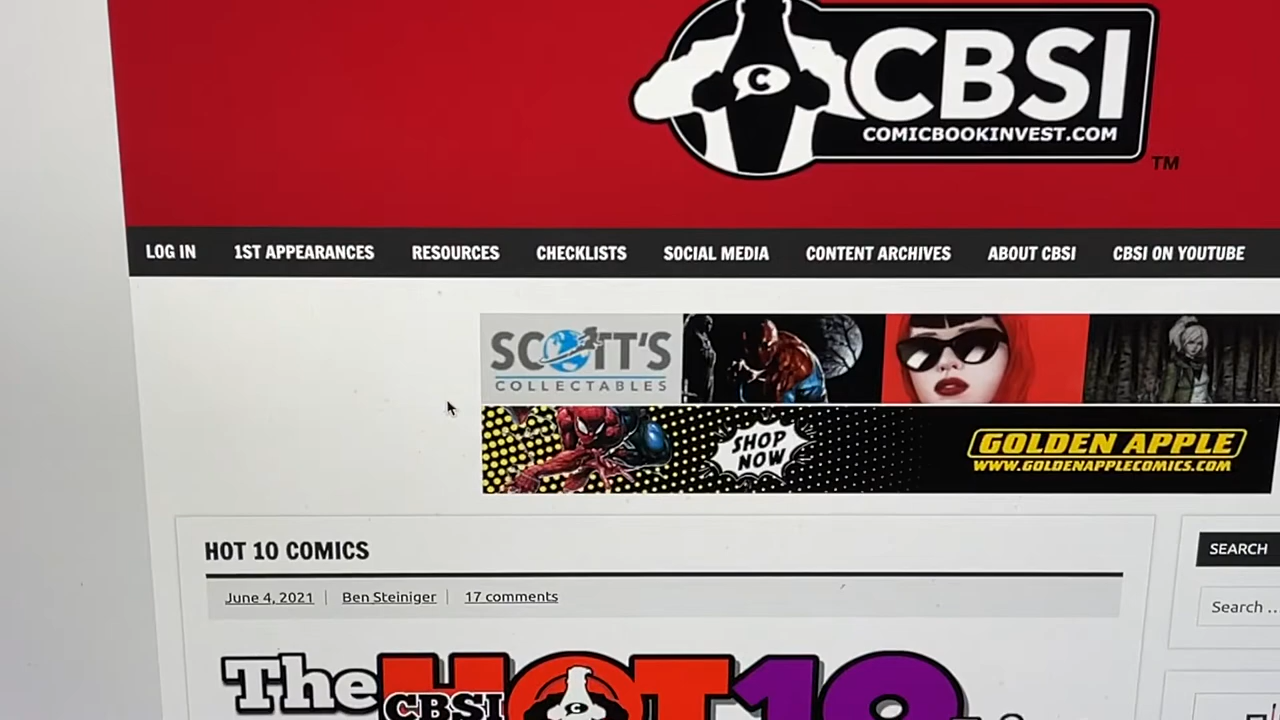 C
CBSI
COMICBOOKINVEST.COM
TM
LOG IN 1ST APPEARANCES RESOURCES CHECKLISTS SOCIAL MEDIA CONTENT ARCHIVES ABOUT CBSI CBSI ON YOUTUBE
SCOTT'S
COLLECTABLES
SHOP NOW
GOLDEN APPLE
WWW.GOLDENAPPLECOMICS.COM
HOT 10 COMICS
SEARCH
June 4, 2021 | Ben Steiniger | 17 comments
Search ...
The HOT 10
CBSI
C